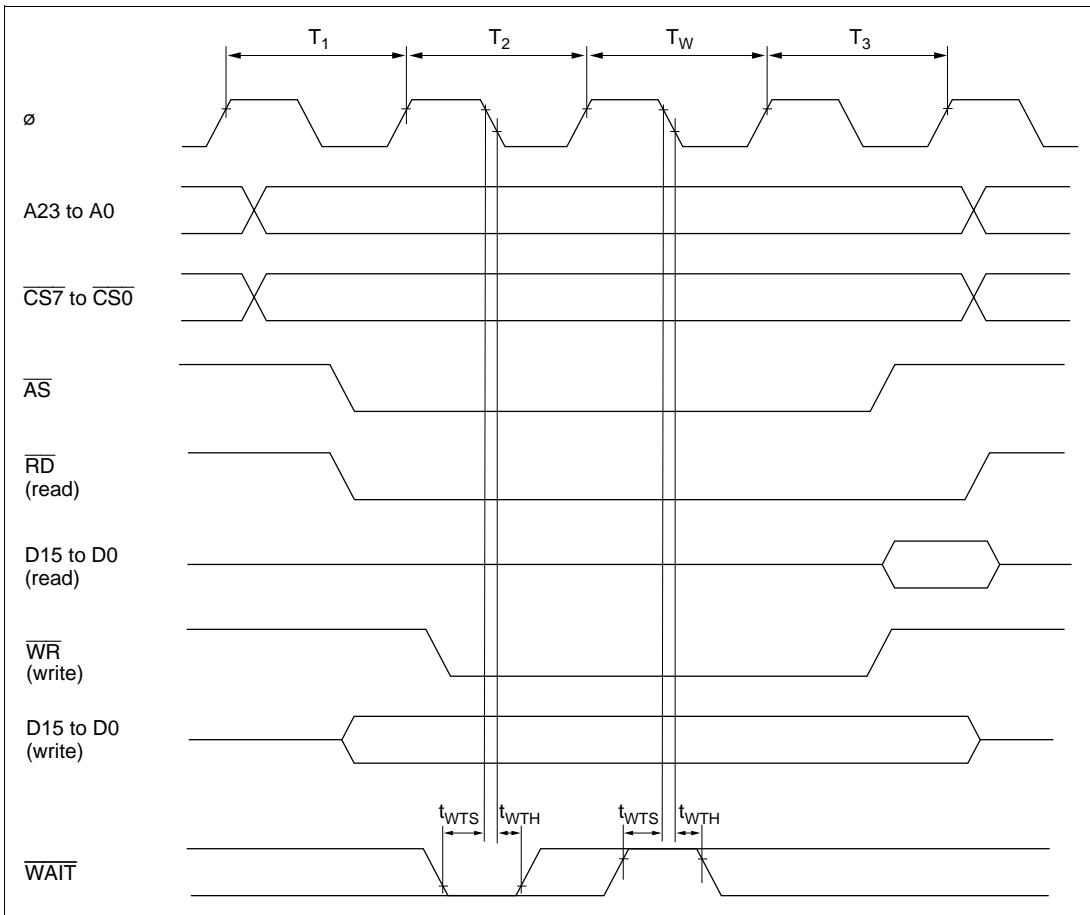 T1 T2 TW T3
ø
A23 to A0
CS7 to CS0
AS
RD
(read)
D15 to D0
(read)
WR
(write)
D15 to D0
(write)
tWTS tWTH tWTS tWTH
WAIT